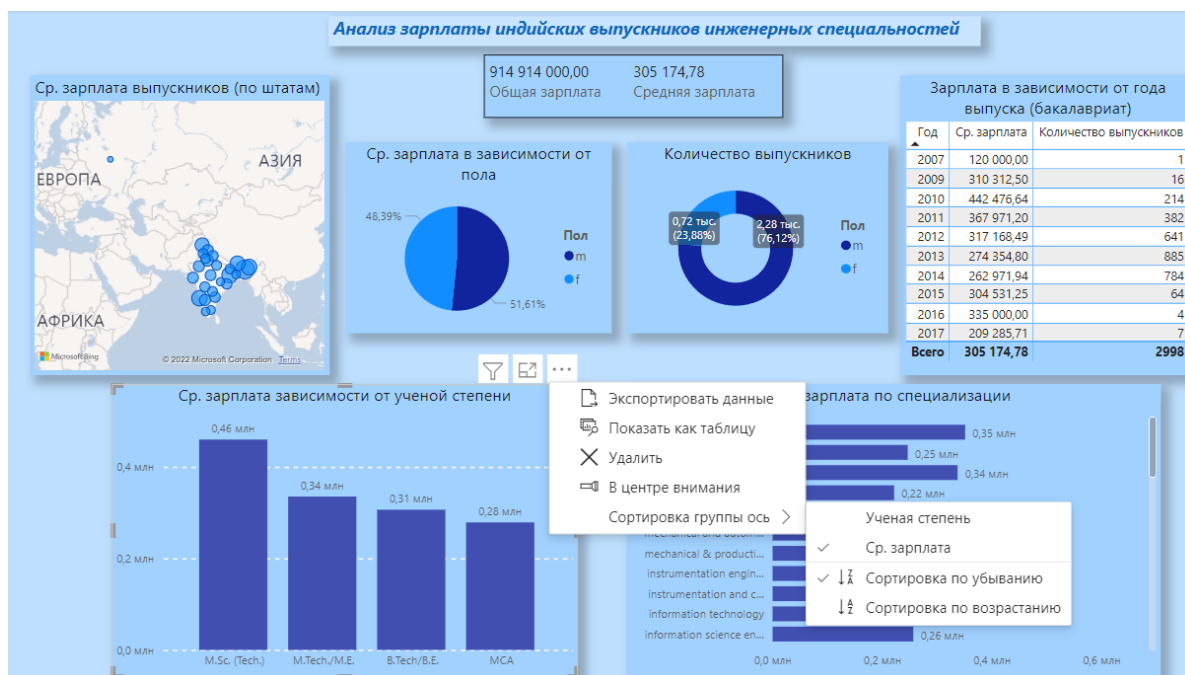 Анализ зарплаты индийских выпускников инженерных специальностей
914 914 000,00 305 174,78
Общая зарплата Средняя зарплата
Ср. зарплата выпускников (по штатам)
АЗИЯ
ЕВРОПА
АФРИКА
Microsoft Bing
© 2022 Microsoft Corporation Terms
Ср. зарплата в зависимости от
пола
48,39%
51,61%
Пол
m
f
Количество выпускников
0,72 тыс.
(23,88%)
2,28 тыс.
(76,12%)
Пол
m
f
Зарплата в зависимости от года
выпуска (бакалавриат)
Год Ср. зарплата Количество выпускников
2007 120 000,00 1
2009 310 312,50 16
2010 442 476,64 214
2011 367 971,20 382
2012 317 168,49 641
2013 274 354,80 885
2014 262 971,94 784
2015 304 531,25 64
2016 335 000,00 4
2017 209 285,71 7
Всего 305 174,78 2998
Ср. зарплата зависимости от ученой степени
0,46 млн
0,34 млн
0,31 млн
0,28 млн
0,4 млн
0,2 млн
0,0 млн
M.Sc. (Tech.) M.Tech./M.E. B.Tech/B.E. MCA
Экспортировать данные
Показать как таблицу
Удалить
В центре внимания
Сортировка группы ось
Ученая степень
Ср. зарплата
Сортировка по убыванию
Сортировка по возрастанию
зарплата по специализации
0,35 млн
0,25 млн
0,34 млн
0,22 млн
mechanical and autom...
mechanical & producti...
instrumentation engin...
instrumentation and c...
information technology
information science en...
0,26 млн
0,0 млн 0,2 млн 0,4 млн 0,6 млн